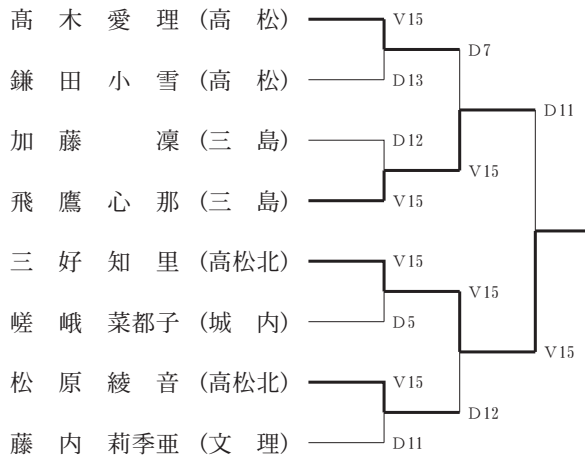 髙木愛理(高松) V15
D7
鎌田小雪(高松) D13
D11
加藤凜(三島) D12
V15
飛鷹心那(三島) V15
三好知里(高松北) V15
V15
嵯峨菜都子(城内) D5
V15
松原綾音(高松北) V15
D12
藤内莉季亜(文理) D11